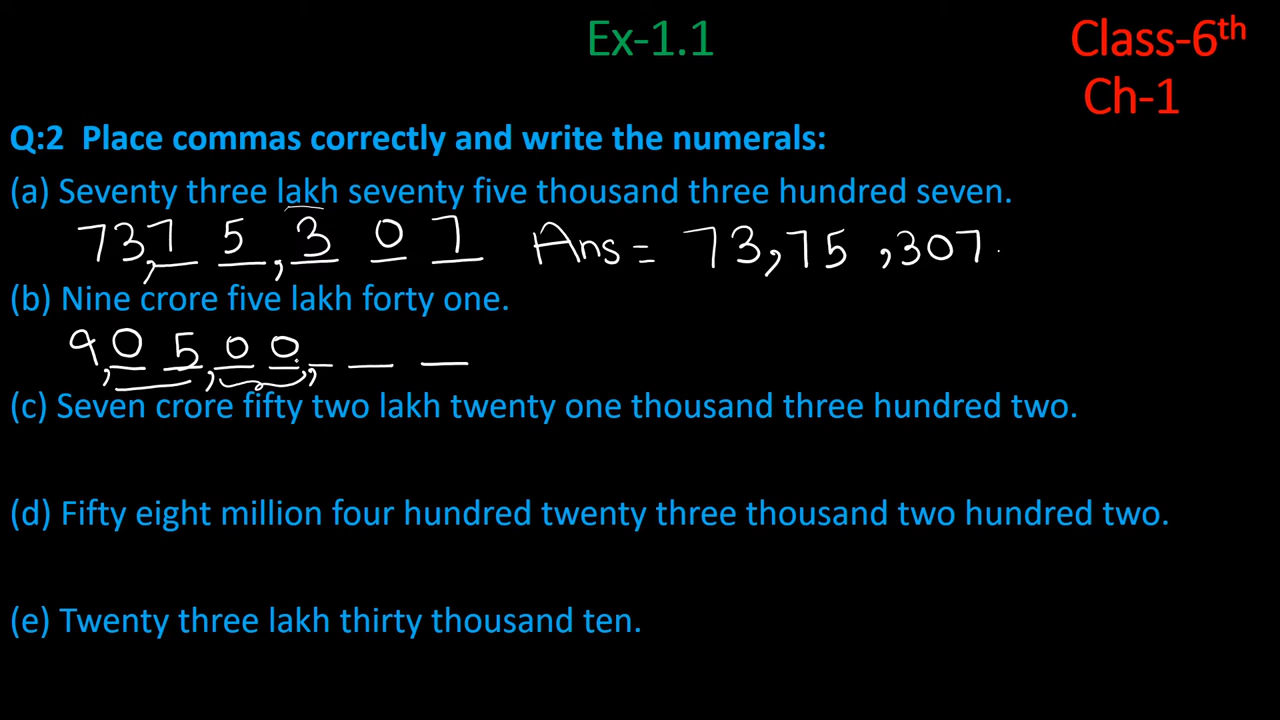 Ex-1.1
Class-6th
Ch-1
Q:2 Place commas correctly and write the numerals:
(a) Seventy three lakh seventy five thousand three hundred seven.
73,75,307 Ans = 73,75,307.
(b) Nine crore five lakh forty one.
9,05,00,_ _ _
(c) Seven crore fifty two lakh twenty one thousand three hundred two.
(d) Fifty eight million four hundred twenty three thousand two hundred two.
(e) Twenty three lakh thirty thousand ten.